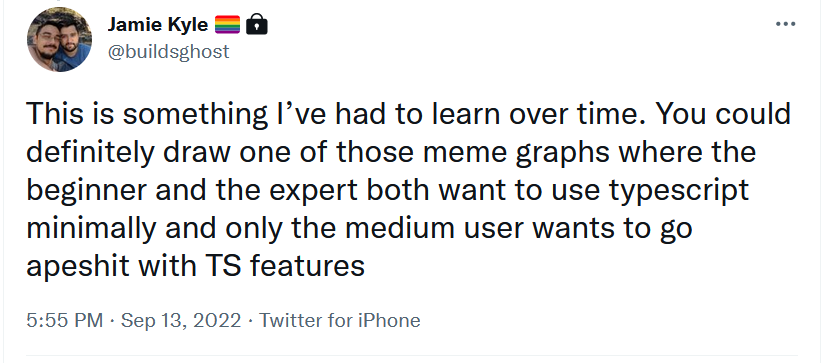 Jamie Kyle 🏳️‍🌈 🔒
@buildsghost
This is something I’ve had to learn over time. You could
definitely draw one of those meme graphs where the
beginner and the expert both want to use typescript
minimally and only the medium user wants to go
apeshit with TS features
5:55 PM · Sep 13, 2022 · Twitter for iPhone